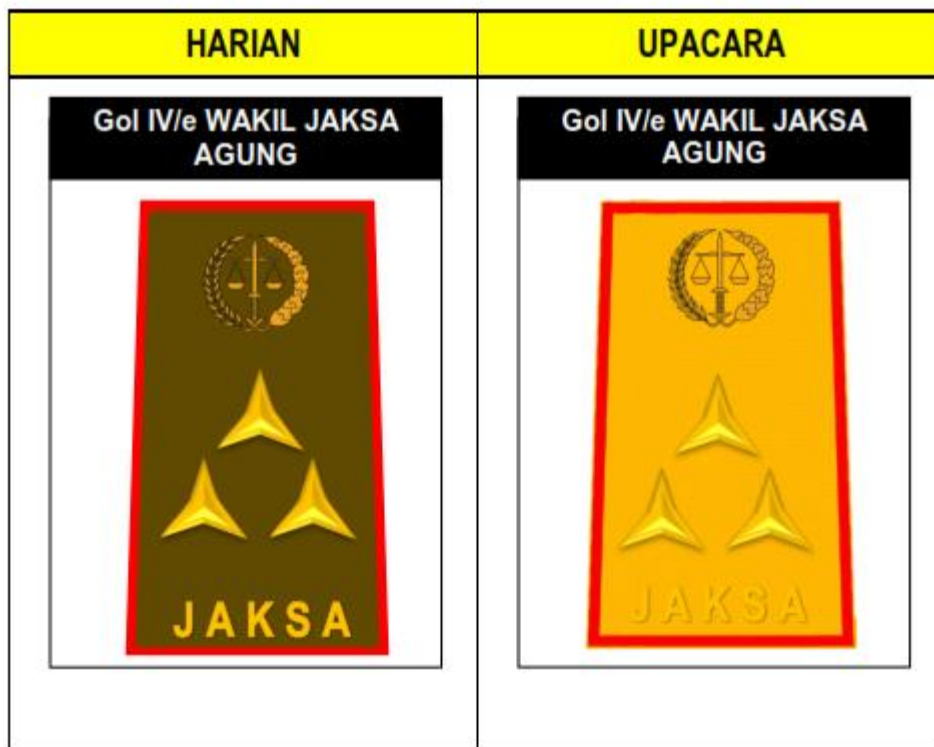 HARIAN
UPACARA
Gol IV/e WAKIL JAKSA
AGUNG
Gol IV/e WAKIL JAKSA
AGUNG
JAKSA
JAKSA